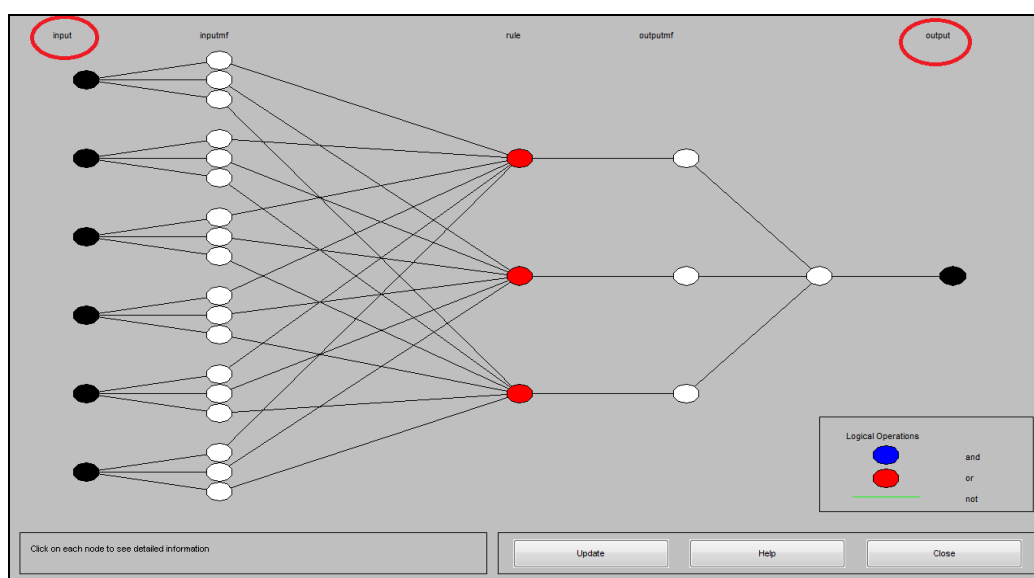 input inputmf rule outputmf output
Logical Operations
and
or
not
Click on each node to see detailed information
Update Help Close